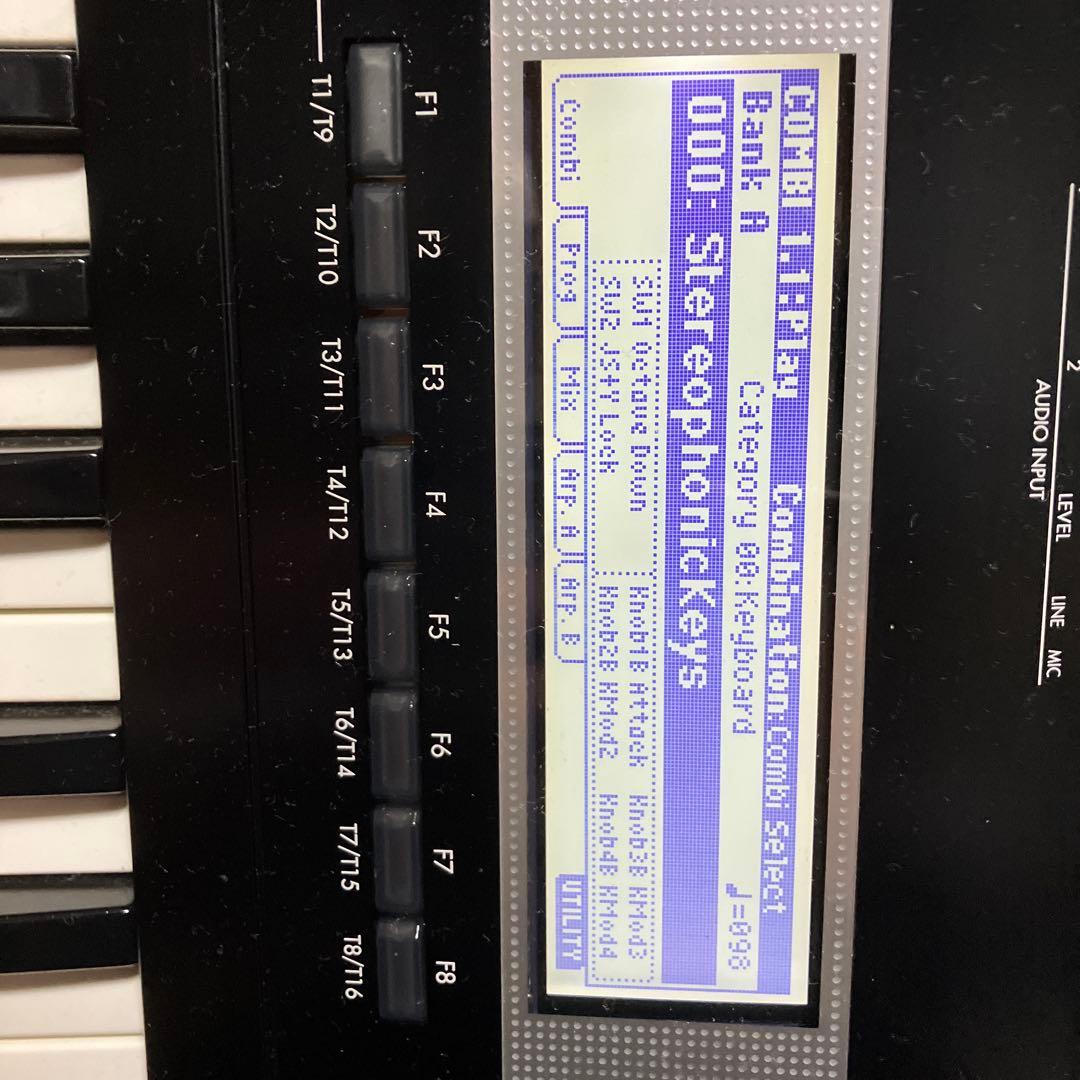 2
LEVEL LINE MIC
AUDIO INPUT
COMBI 1.1:Play Combination:Combi Select
Bank A Category 00:Keyboard ♩=098
000: StereophonicKeys
SW1 Octave Down Knob1B Attack Knob3B KMod3
SW2 JS+Y Lock Knob2B KMod2 Knob4B KMod4
Combi Prog Mix Arp. A Arp. B UTILITY
F1 F2 F3 F4 F5 F6 F7 F8
T1/T9 T2/T10 T3/T11 T4/T12 T5/T13 T6/T14 T7/T15 T8/T16